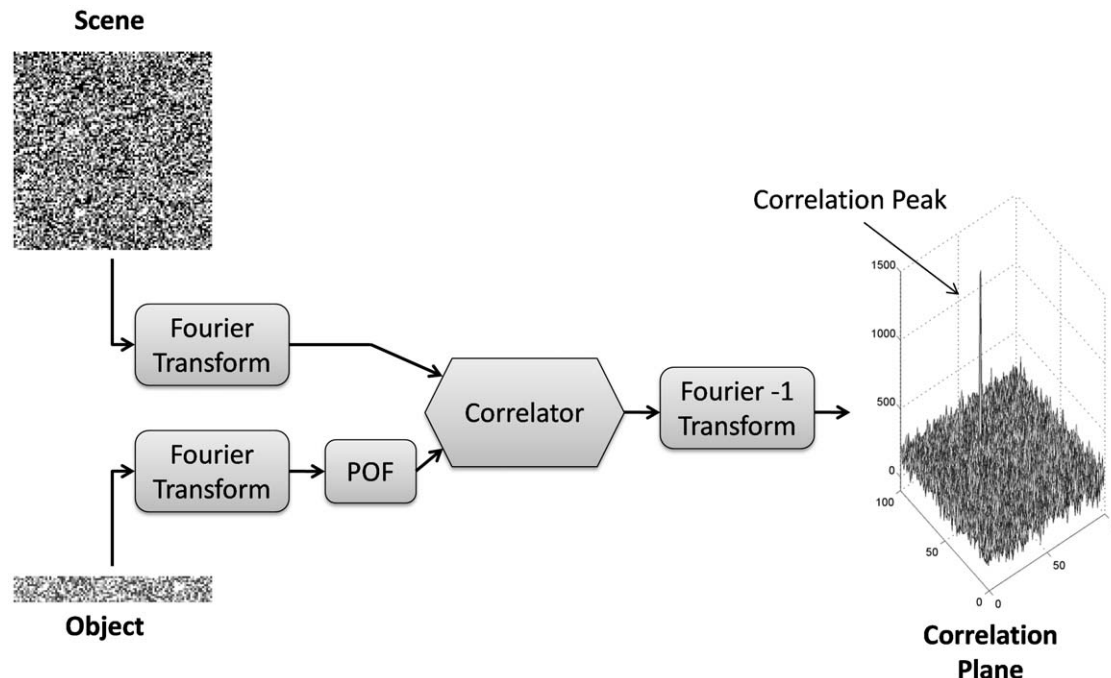 Scene
Fourier
Transform
Fourier
Transform
POF
Object
Correlator
Fourier -1
Transform
Correlation Peak
1500
1000
500
0
100
50
0
0
50
Correlation
Plane